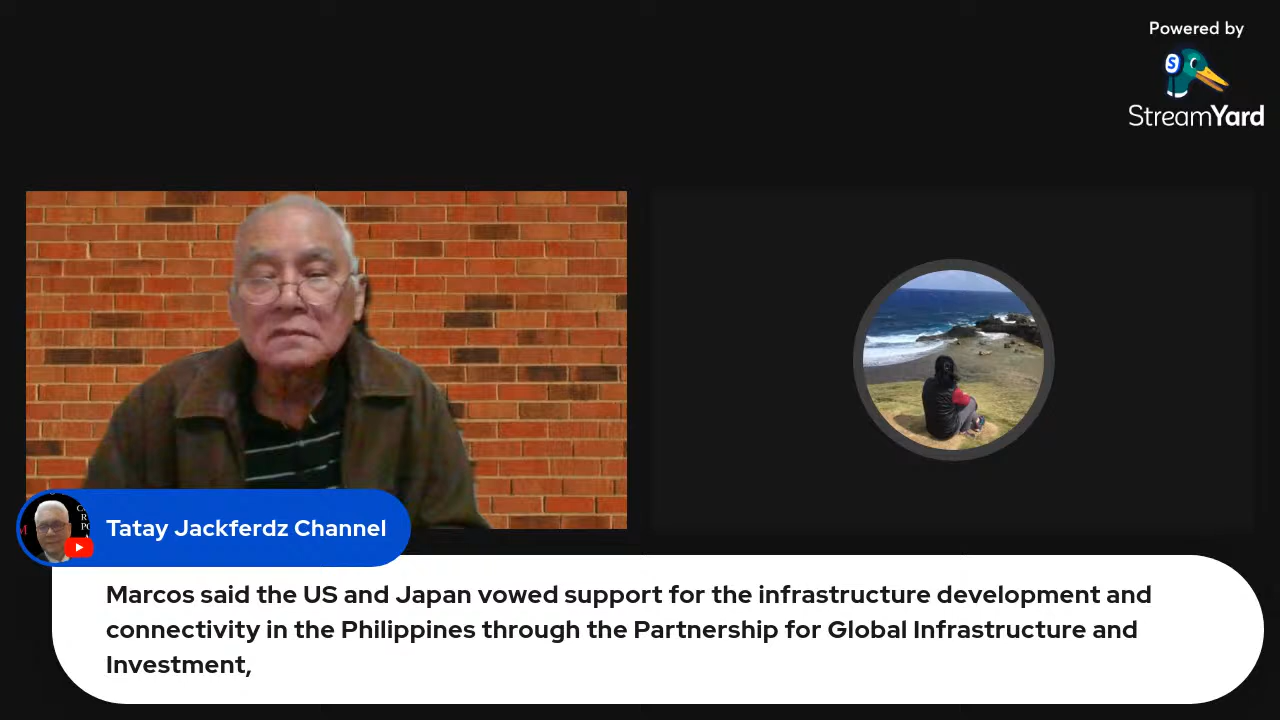 Powered by
StreamYard
Tatay Jackferdz Channel
Marcos said the US and Japan vowed support for the infrastructure development and
connectivity in the Philippines through the Partnership for Global Infrastructure and
Investment,